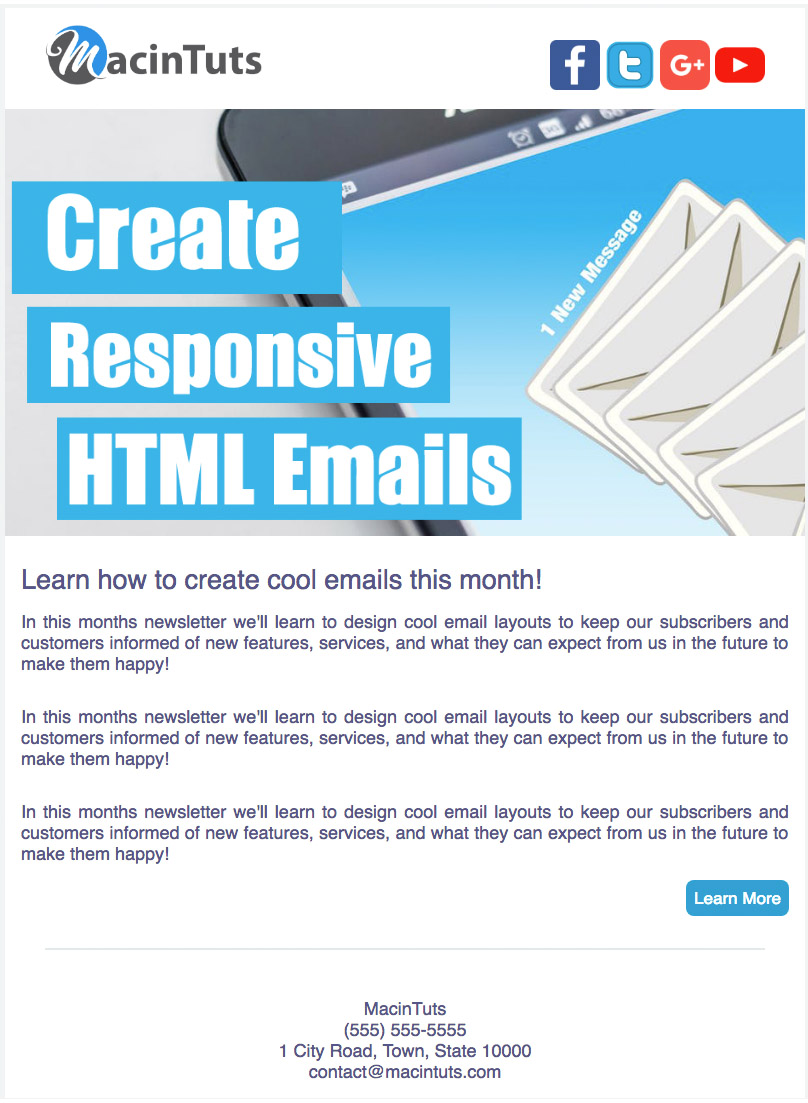 MacinTuts
f t G+
Create
Responsive
HTML Emails
1 New Message
Learn how to create cool emails this month!
In this months newsletter we'll learn to design cool email layouts to keep our subscribers and
customers informed of new features, services, and what they can expect from us in the future to
make them happy!
In this months newsletter we'll learn to design cool email layouts to keep our subscribers and
customers informed of new features, services, and what they can expect from us in the future to
make them happy!
In this months newsletter we'll learn to design cool email layouts to keep our subscribers and
customers informed of new features, services, and what they can expect from us in the future to
make them happy!
Learn More
MacinTuts
(555) 555-5555
1 City Road, Town, State 10000
contact@macintuts.com